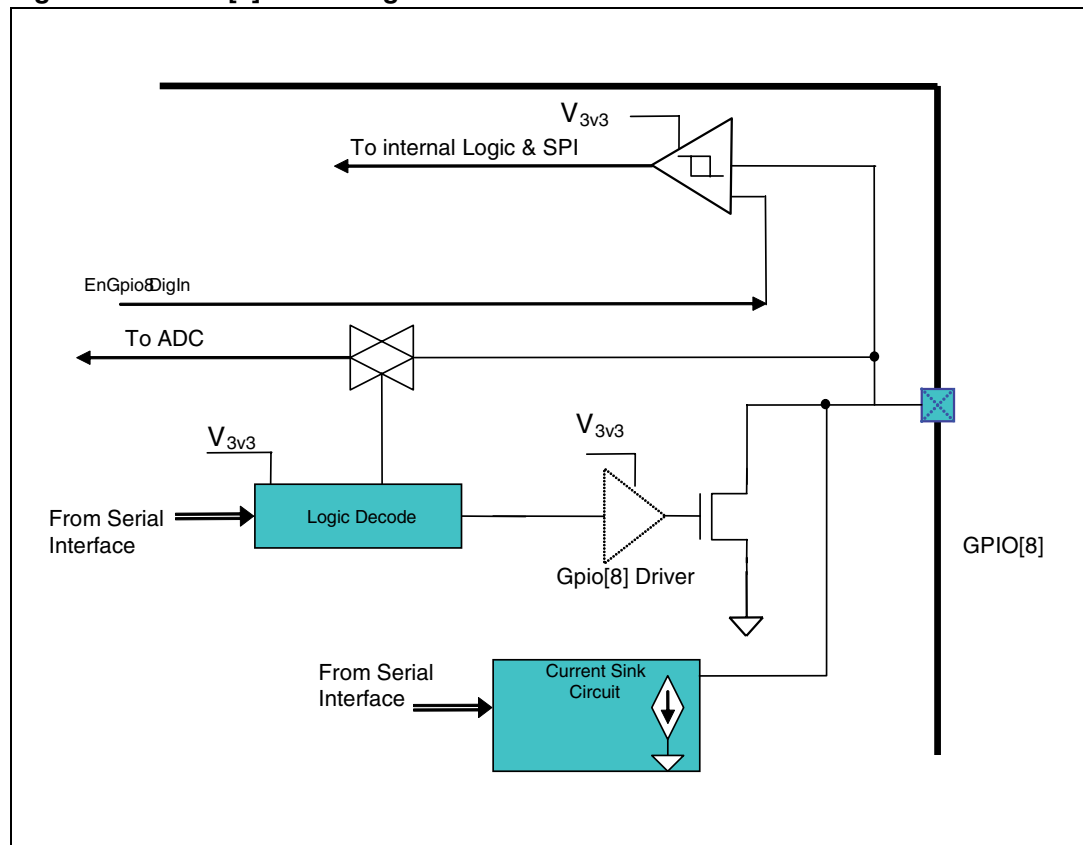 V3v3
To internal Logic & SPI
EnGpio8DigIn
To ADC
V3v3
V3v3
From Serial
Interface
Logic Decode
Gpio[8] Driver
GPIO[8]
From Serial
Interface
Current Sink
Circuit